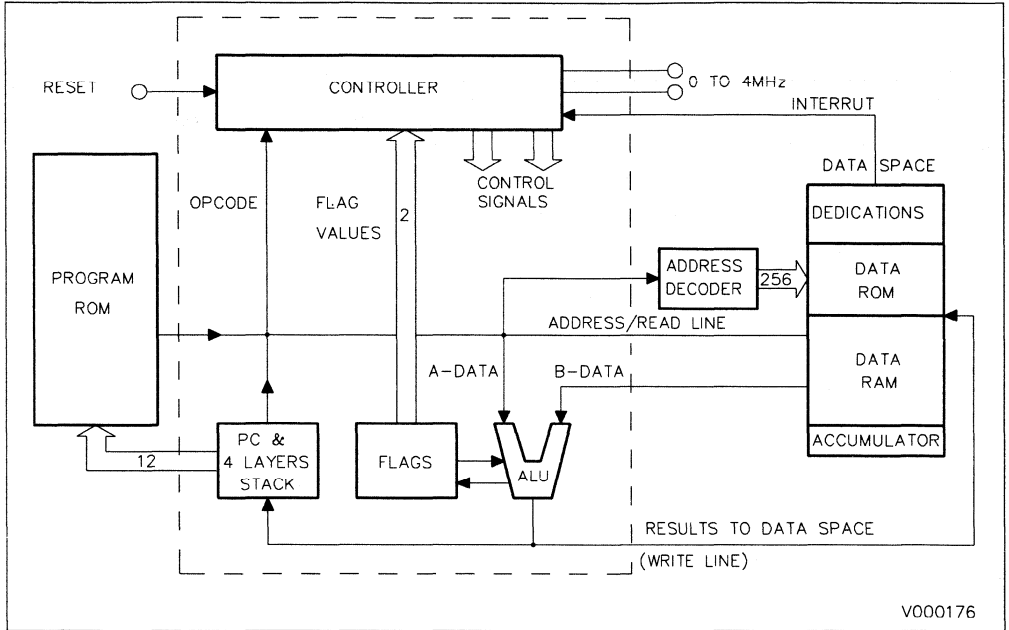 RESET
CONTROLLER
0 TO 4MHz
INTERRUT
DATA SPACE
OPCODE
FLAG
VALUES
2
CONTROL
SIGNALS
DEDICATIONS
PROGRAM
ROM
ADDRESS
DECODER
256
DATA
ROM
ADDRESS/READ LINE
A-DATA
B-DATA
DATA
RAM
ACCUMULATOR
12
PC &
4 LAYERS
STACK
FLAGS
ALU
RESULTS TO DATA SPACE
(WRITE LINE)
V000176